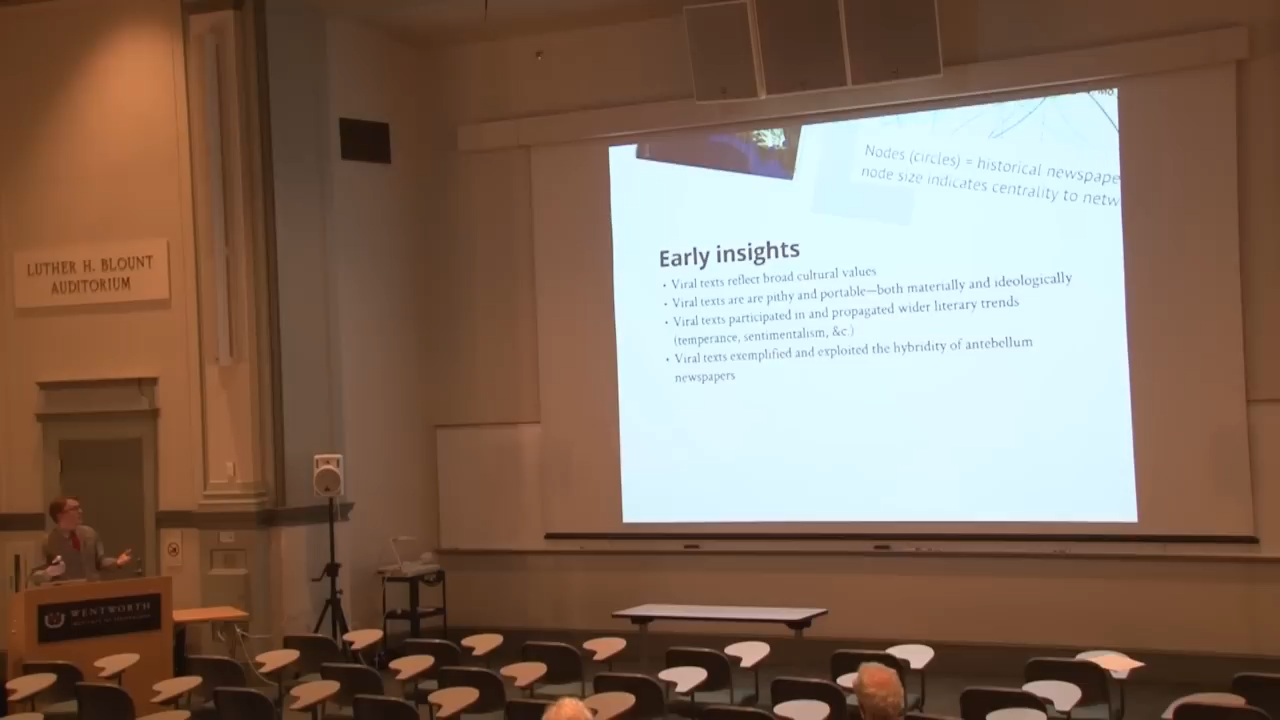 LUTHER H. BLOUNT
AUDITORIUM
Nodes (circles) = historical newspape
node size indicates centrality to netw
Early insights
• Viral texts reflect broad cultural values
• Viral texts are are pithy and portable—both materially and ideologically
• Viral texts participated in and propagated wider literary trends
(temperance, sentimentalism, &c.)
• Viral texts exemplified and exploited the hybridity of antebellum
newspapers
WENTWORTH